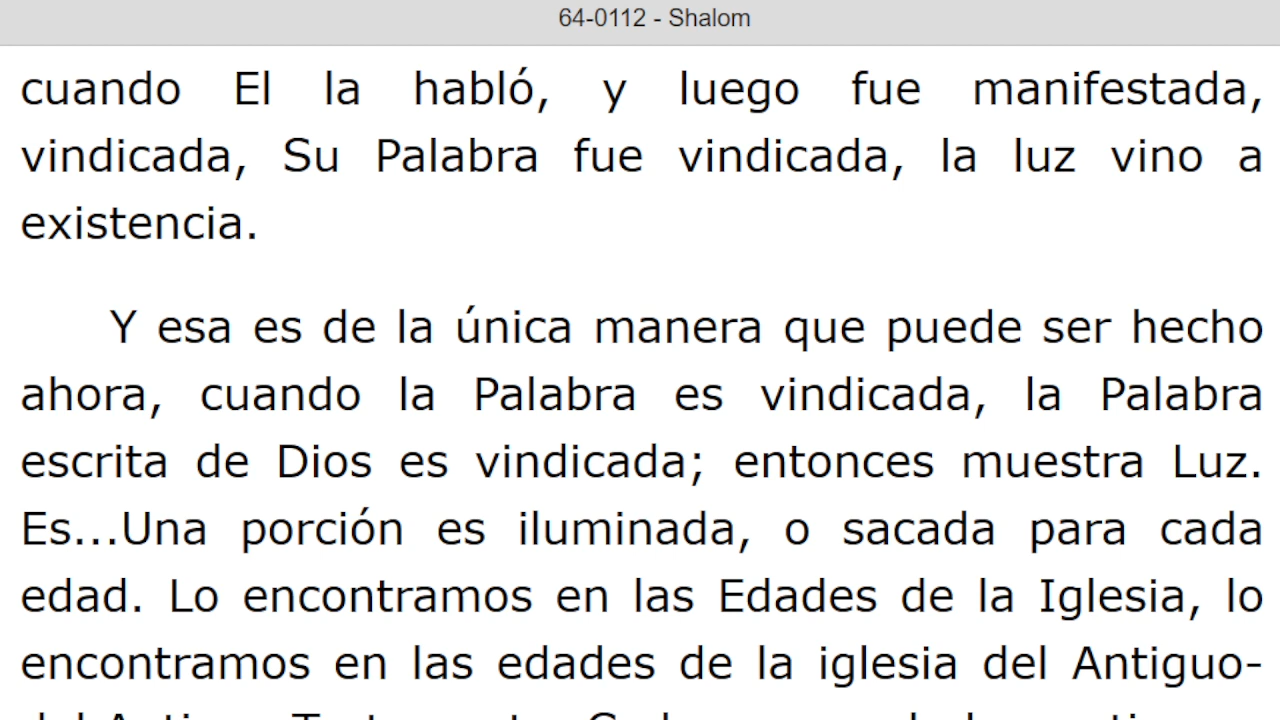 64-0112 - Shalom
cuando El la habló, y luego fue manifestada,
vindicada, Su Palabra fue vindicada, la luz vino a
existencia.
Y esa es de la única manera que puede ser hecho
ahora, cuando la Palabra es vindicada, la Palabra
escrita de Dios es vindicada; entonces muestra Luz.
Es...Una porción es iluminada, o sacada para cada
edad. Lo encontramos en las Edades de la Iglesia, lo
encontramos en las edades de la iglesia del Antiguo-